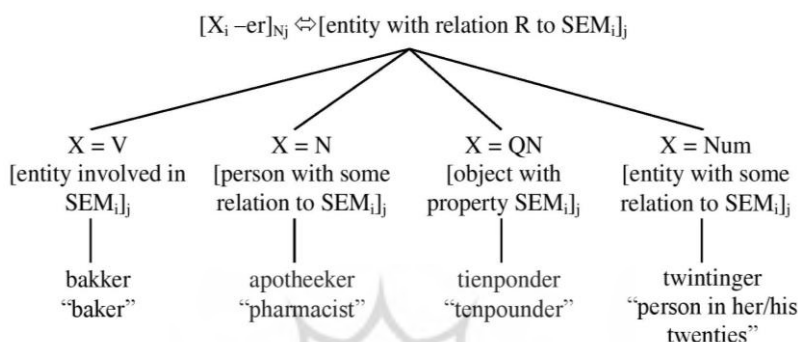 [Xᵢ –er]Nⱼ ⇔[entity with relation R to SEMᵢ]ⱼ
X = V X = N X = QN X = Num
[entity involved in [person with some [object with [entity with some
SEMᵢ]ⱼ relation to SEMᵢ]ⱼ property SEMᵢ]ⱼ relation to SEMᵢ]ⱼ
bakker apotheeker tienponder twintinger
“baker” “pharmacist” “tenpounder” “person in her/his
twenties”